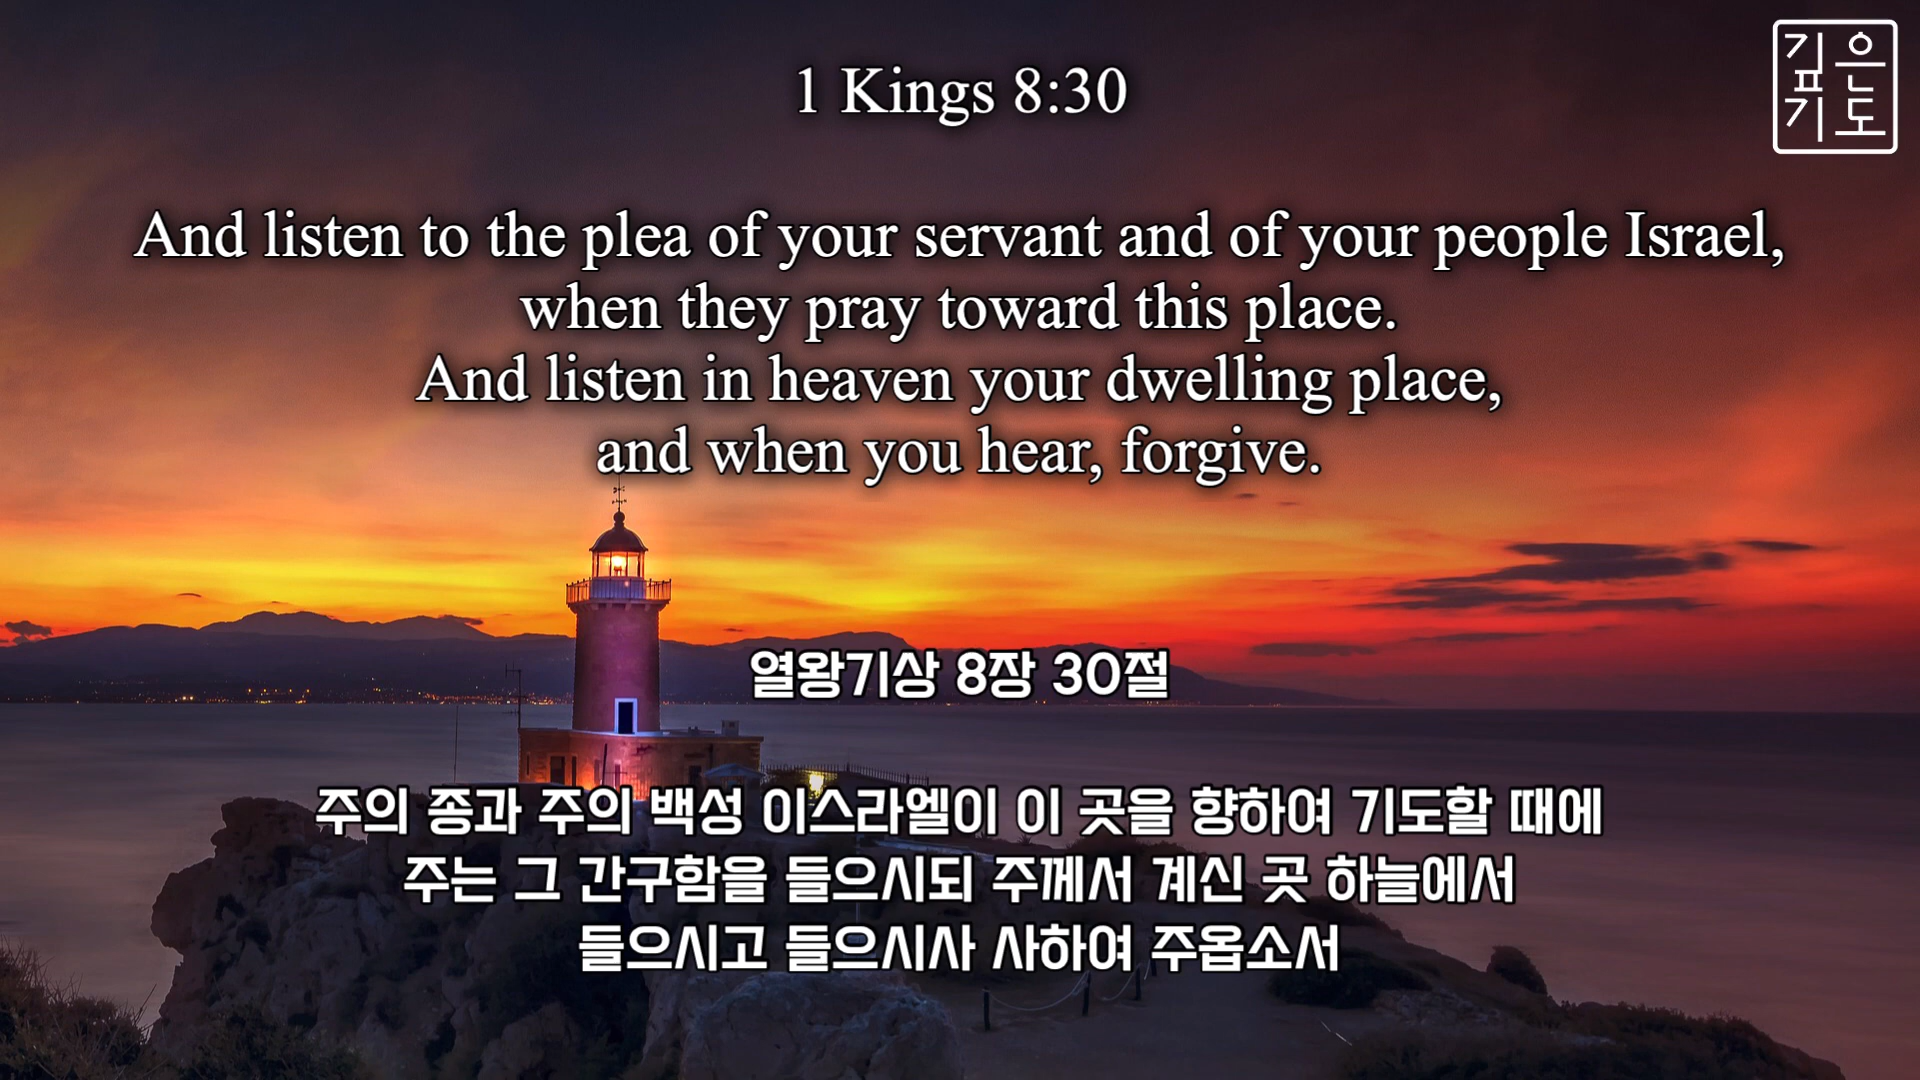 깊은
기도
1 Kings 8:30
And listen to the plea of your servant and of your people Israel,
when they pray toward this place.
And listen in heaven your dwelling place,
and when you hear, forgive.
열왕기상 8장 30절
주의 종과 주의 백성 이스라엘이 이 곳을 향하여 기도할 때에
주는 그 간구함을 들으시되 주께서 계신 곳 하늘에서
들으시고 들으시사 사하여 주옵소서